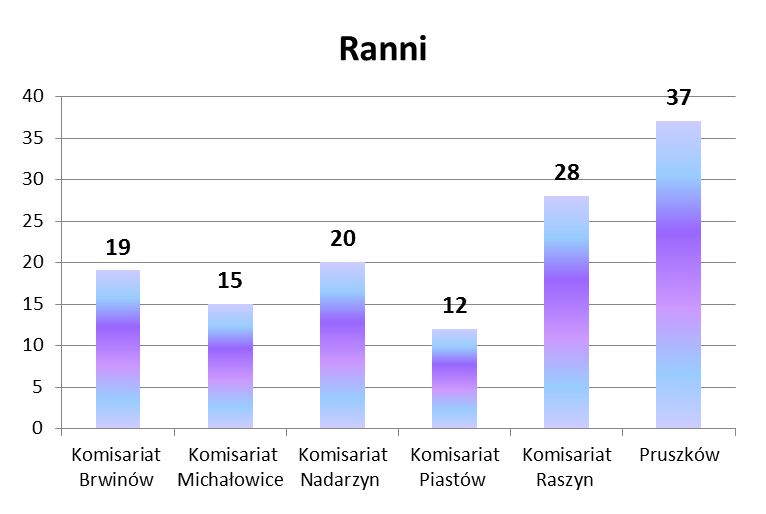 Ranni
40
35
30
25
20
15
10
5
0
19
15
20
12
28
37
Komisariat
Brwinów
Komisariat
Michałowice
Komisariat
Nadarzyn
Komisariat
Piastów
Komisariat
Raszyn
Pruszków